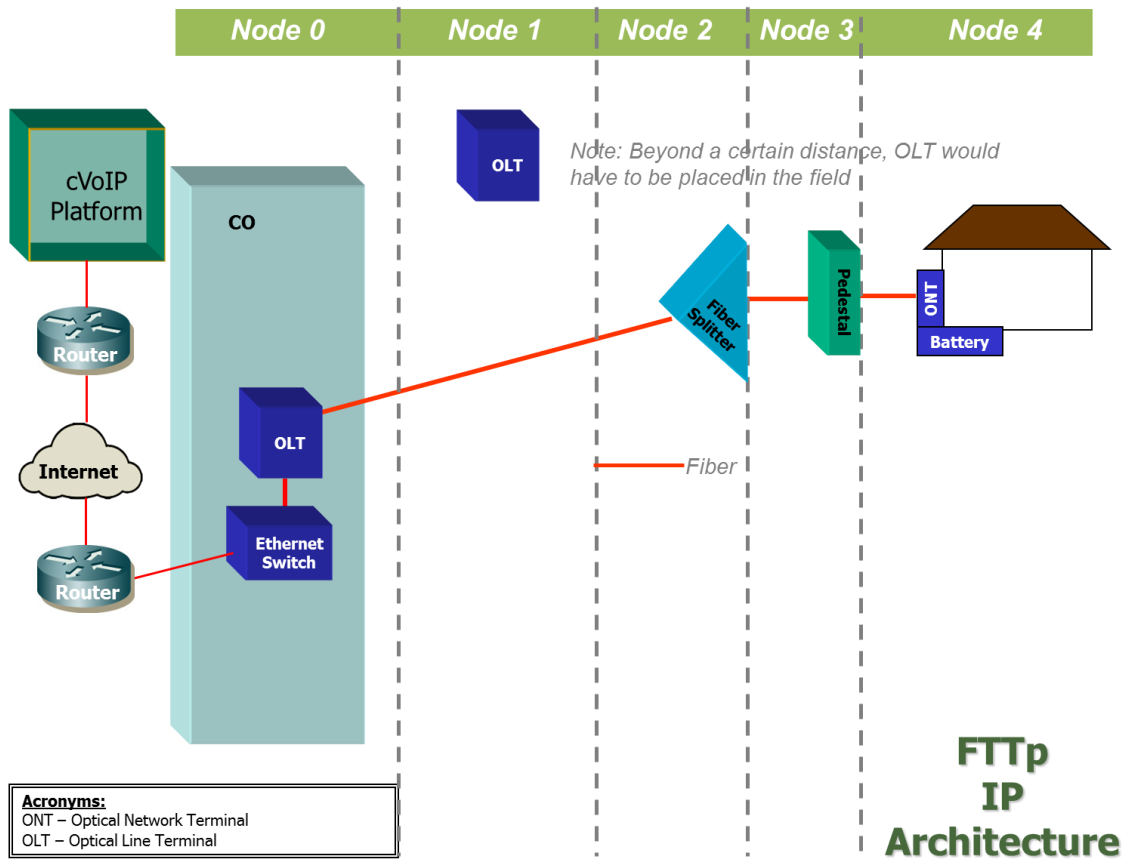 Node 0
Node 1
Node 2
Node 3
Node 4
cVoIP
Platform
CO
OLT
Note: Beyond a certain distance, OLT would
have to be placed in the field
Router
Fiber
Splitter
Pedestal
ONT
Battery
Internet
OLT
Fiber
Ethernet
Switch
Router
FTTp
IP
Architecture
Acronyms:
ONT – Optical Network Terminal
OLT – Optical Line Terminal